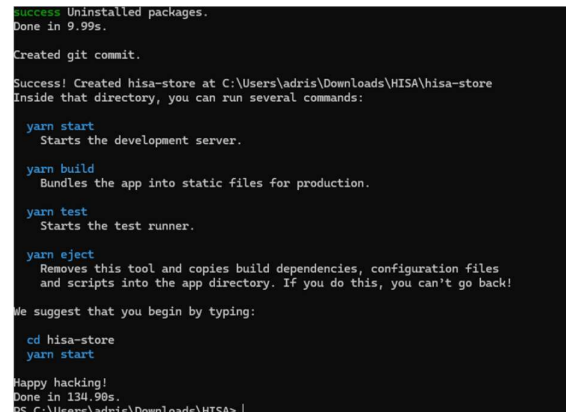 success Uninstalled packages.
Done in 9.99s.
Created git commit.
Success! Created hisa-store at C:\Users\adris\Downloads\HISA\hisa-store
Inside that directory, you can run several commands:
yarn start
Starts the development server.
yarn build
Bundles the app into static files for production.
yarn test
Starts the test runner.
yarn eject
Removes this tool and copies build dependencies, configuration files
and scripts into the app directory. If you do this, you can't go back!
We suggest that you begin by typing:
cd hisa-store
yarn start
Happy hacking!
Done in 134.90s.
PS C:\Users\adris\Downloads\HISA>